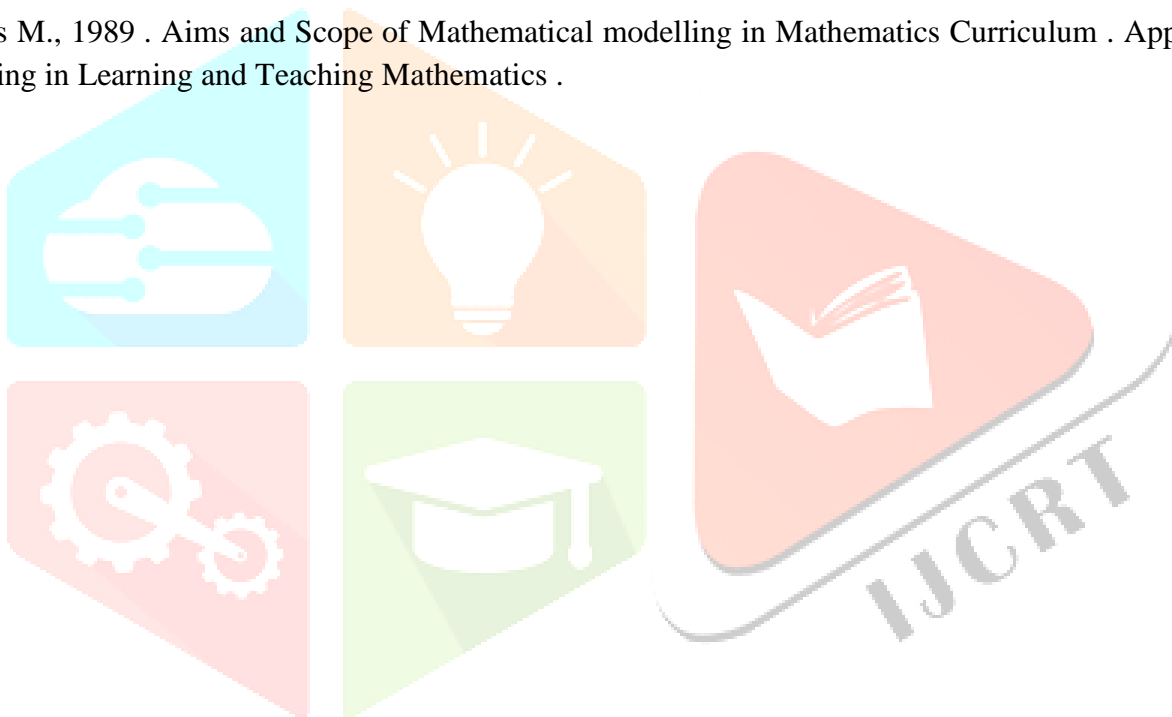 s M., 1989 . Aims and Scope of Mathematical modelling in Mathematics Curriculum . App
ing in Learning and Teaching Mathematics .
IJCRT